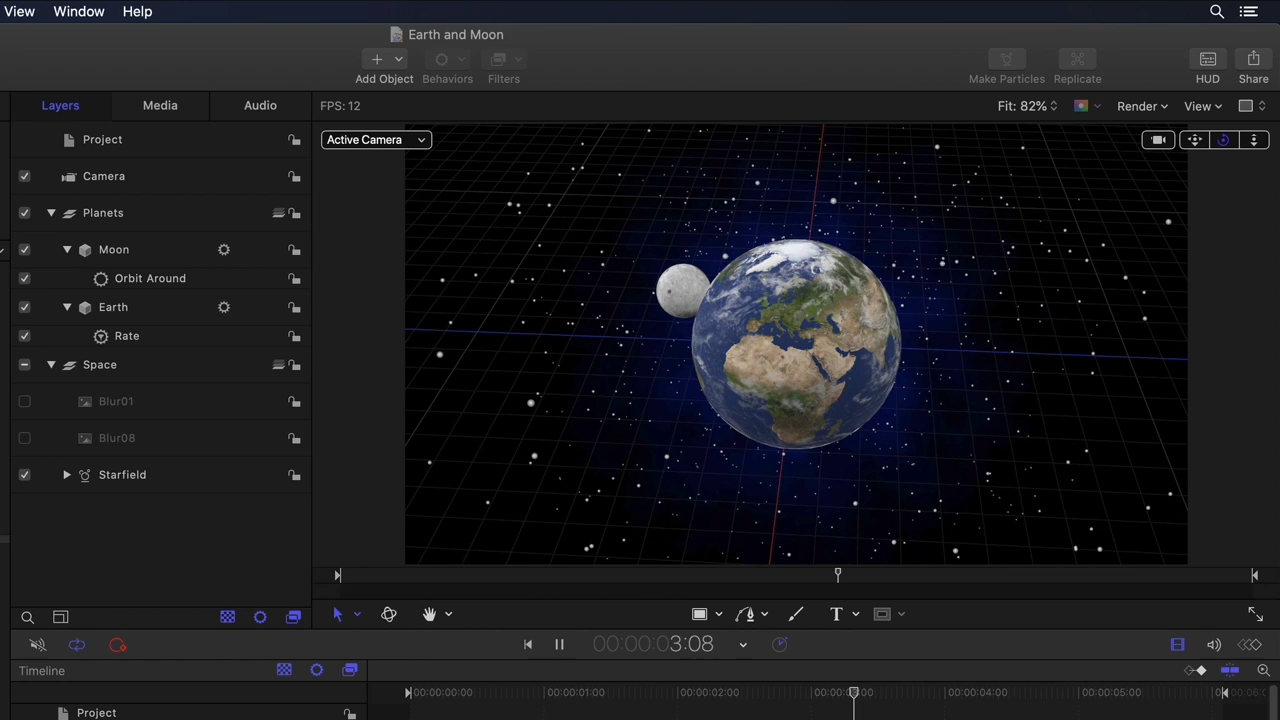 View Window Help
Earth and Moon
Add Object Behaviors Filters Make Particles Replicate HUD Share
Layers Media Audio FPS: 12 Fit: 82% Render View
Project
Active Camera
Camera
Planets
Moon
Orbit Around
Earth
Rate
Space
Blur01
Blur08
Starfield
T
00:00:00:03:08
Timeline
00:00:00:00 00:00:01:00 00:00:02:00 00:00:04:00 00:00:05:00
Project